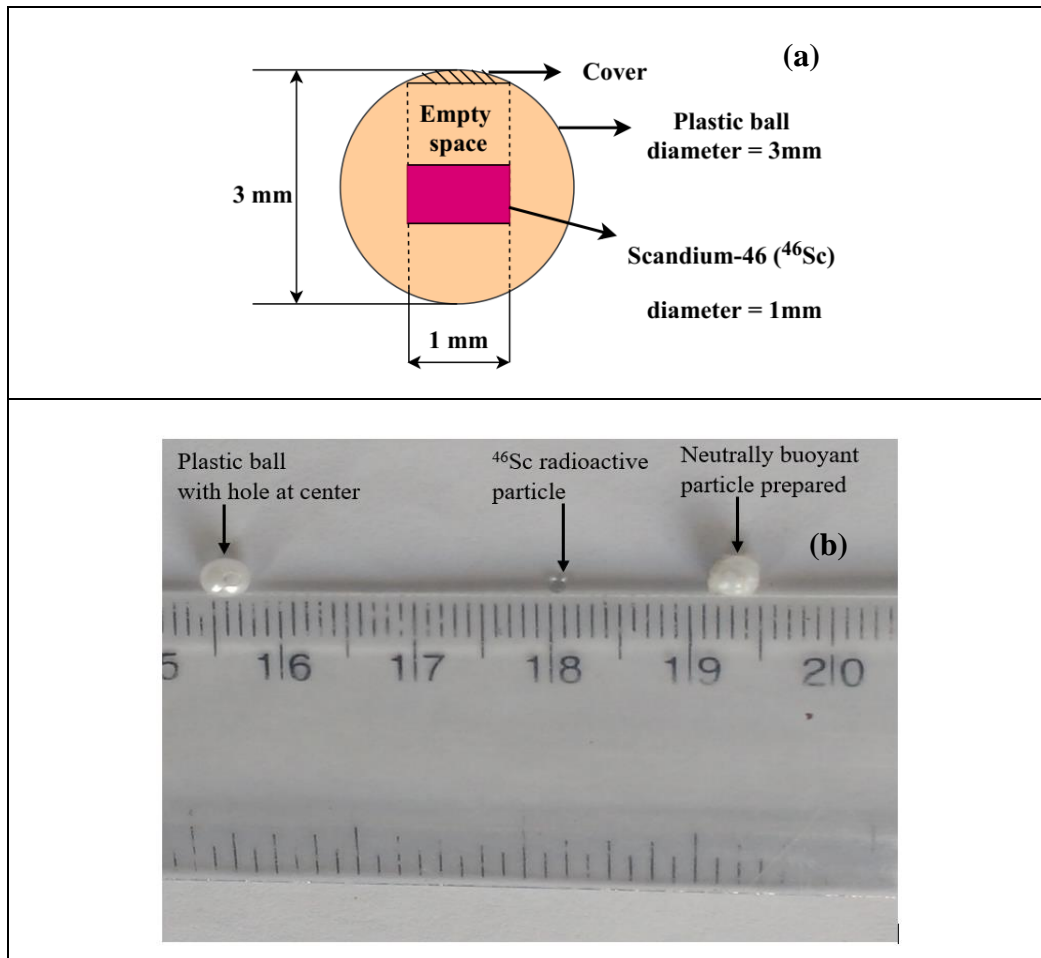 (a)
Cover
Empty
space
Plastic ball
diameter = 3mm
3 mm
Scandium-46 (⁴⁶Sc)
diameter = 1mm
1 mm
Plastic ball
with hole at center
⁴⁶Sc radioactive
particle
Neutrally buoyant
particle prepared
(b)
5 16 17 18 19 20